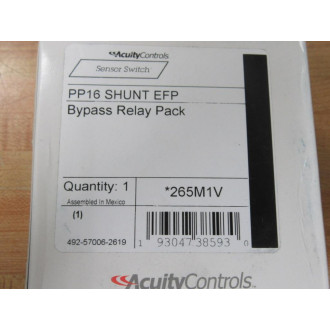 AcuityControls
Sensor Switch
PP16 SHUNT EFP
Bypass Relay Pack
Quantity: 1
*265M1V
Assembled In Mexico
(1)
492-57006-2619
1 93047 38593 0
AcuityControls.